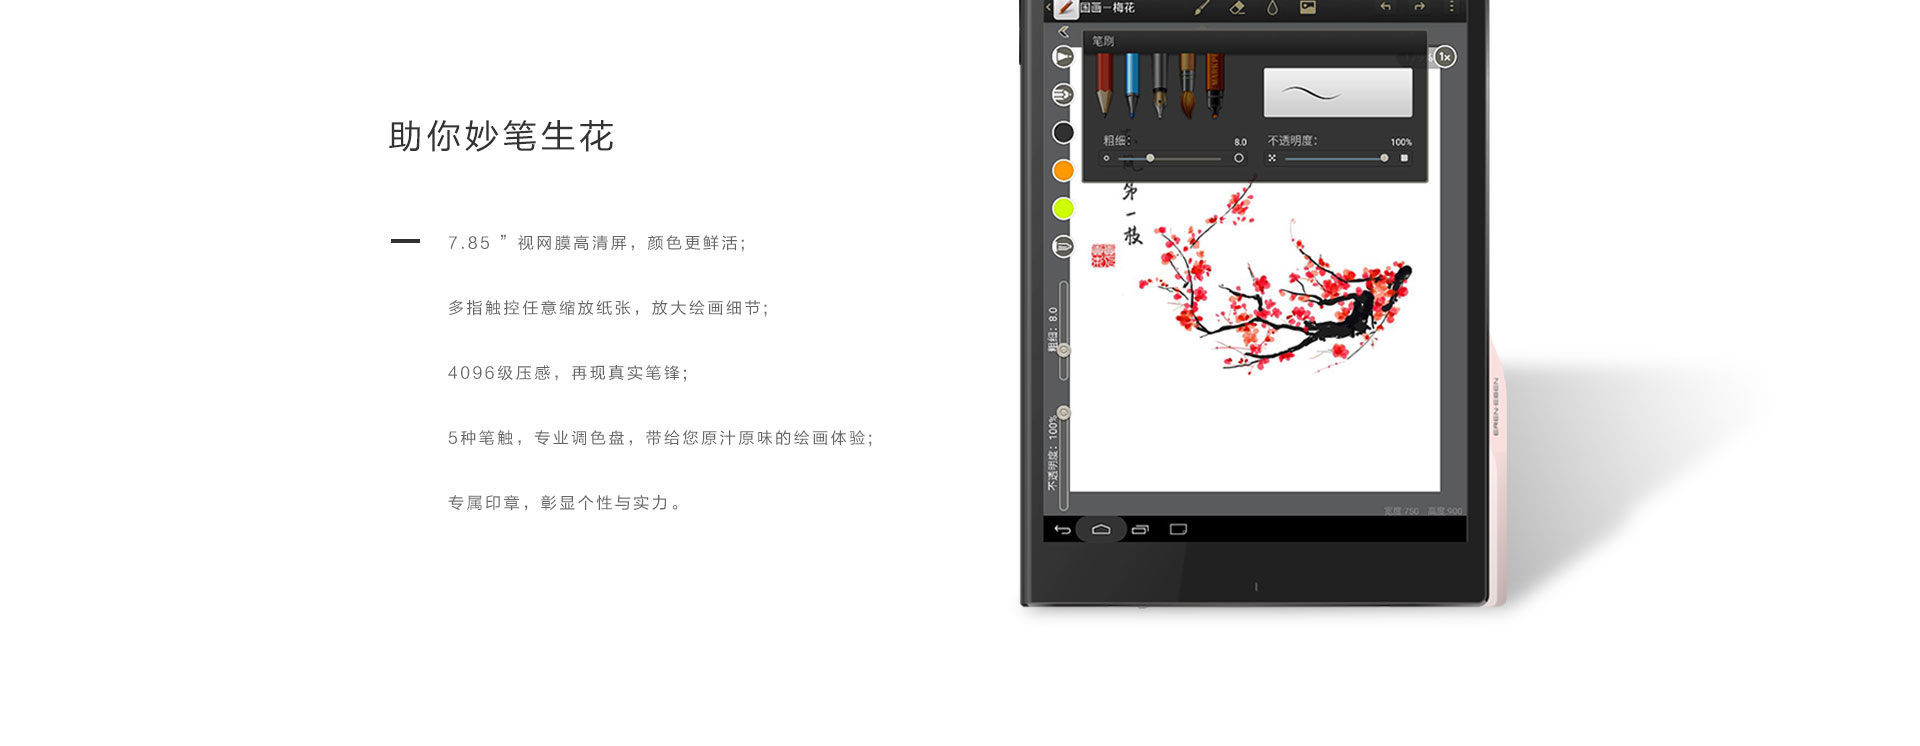 助你妙笔生花
7.85 ” 视网膜高清屏，颜色更鲜活；
多指触控任意缩放纸张，放大绘画细节；
4096级压感，再现真实笔锋；
5种笔触，专业调色盘，带给您原汁原味的绘画体验；
专属印章，彰显个性与实力。
国画—梅花
笔刷
1x
粗细：
8.0
不透明度：
100%
第一枝
粗细：8.0
不透明度：100%
宽度:750 高度:900